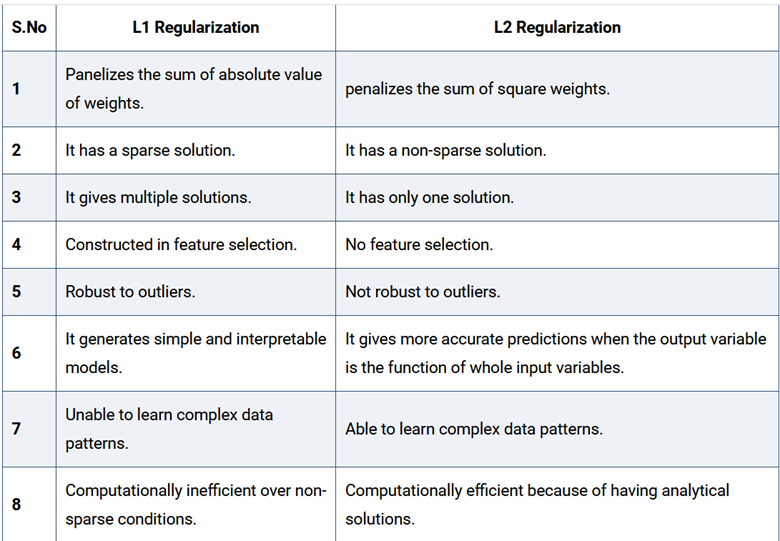 S.No L1 Regularization L2 Regularization
1 Panelizes the sum of absolute value
of weights. penalizes the sum of square weights.
2 It has a sparse solution. It has a non-sparse solution.
3 It gives multiple solutions. It has only one solution.
4 Constructed in feature selection. No feature selection.
5 Robust to outliers. Not robust to outliers.
6 It generates simple and interpretable
models. It gives more accurate predictions when the output variable
is the function of whole input variables.
7 Unable to learn complex data
patterns. Able to learn complex data patterns.
8 Computationally inefficient over non-
sparse conditions. Computationally efficient because of having analytical
solutions.